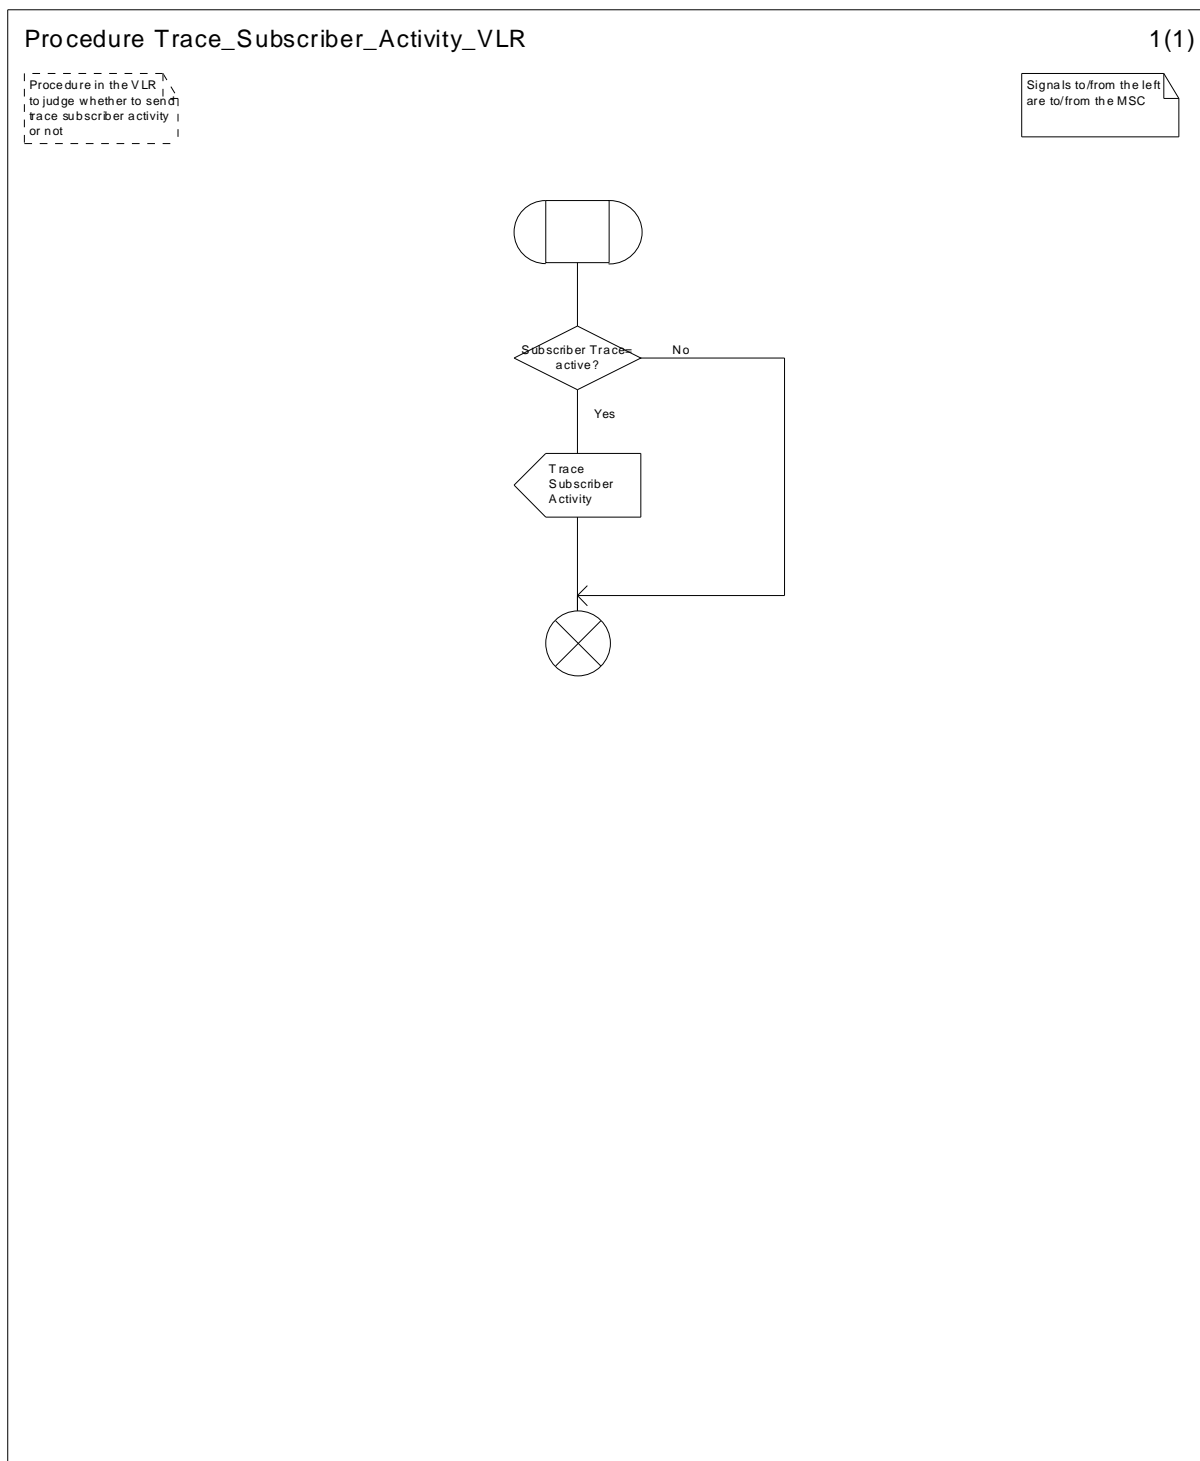 Procedure Trace_Subscriber_Activity_VLR
1(1)
Procedure in the VLR
to judge whether to send
trace subscriber activity
or not
Signals to/from the left
are to/from the MSC
Subscriber Trace=
active?
No
Yes
Trace
Subscriber
Activity